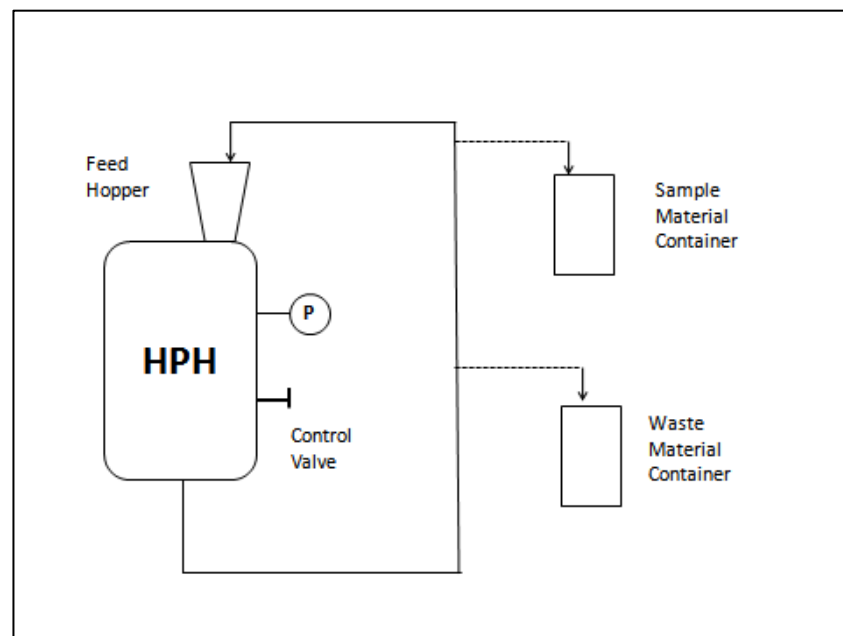 Feed
Hopper
Sample
Material
Container
P
HPH
Control
Valve
Waste
Material
Container